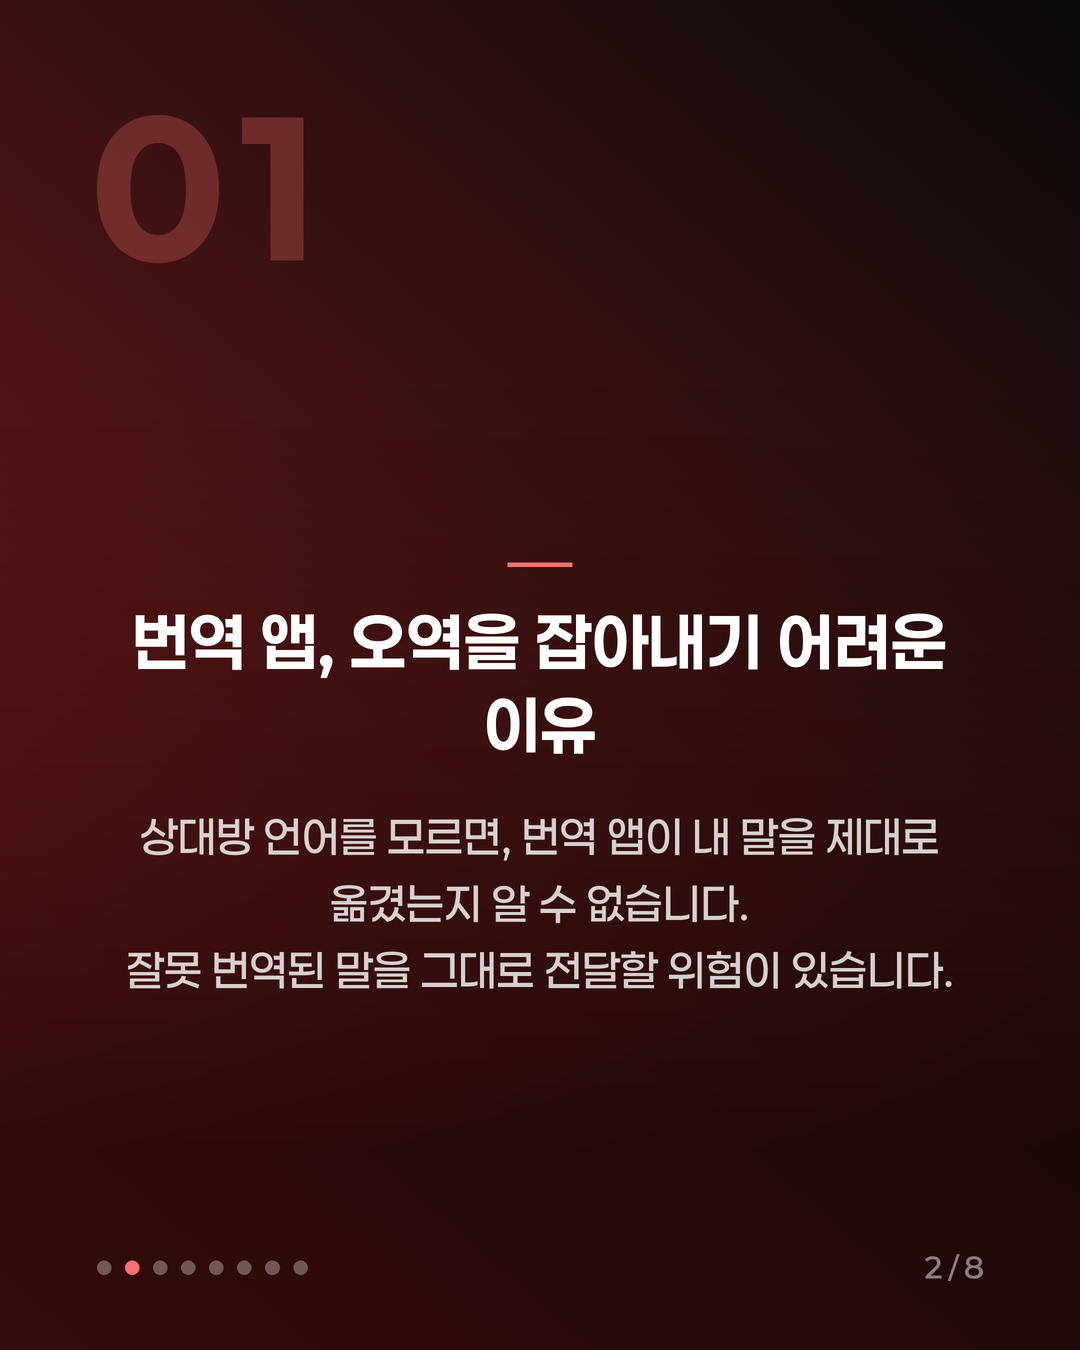 01
번역 앱, 오역을 잡아내기 어려운
이유
상대방 언어를 모르면, 번역 앱이 내 말을 제대로
옮겼는지 알 수 없습니다.
잘못 번역된 말을 그대로 전달할 위험이 있습니다.
2/8